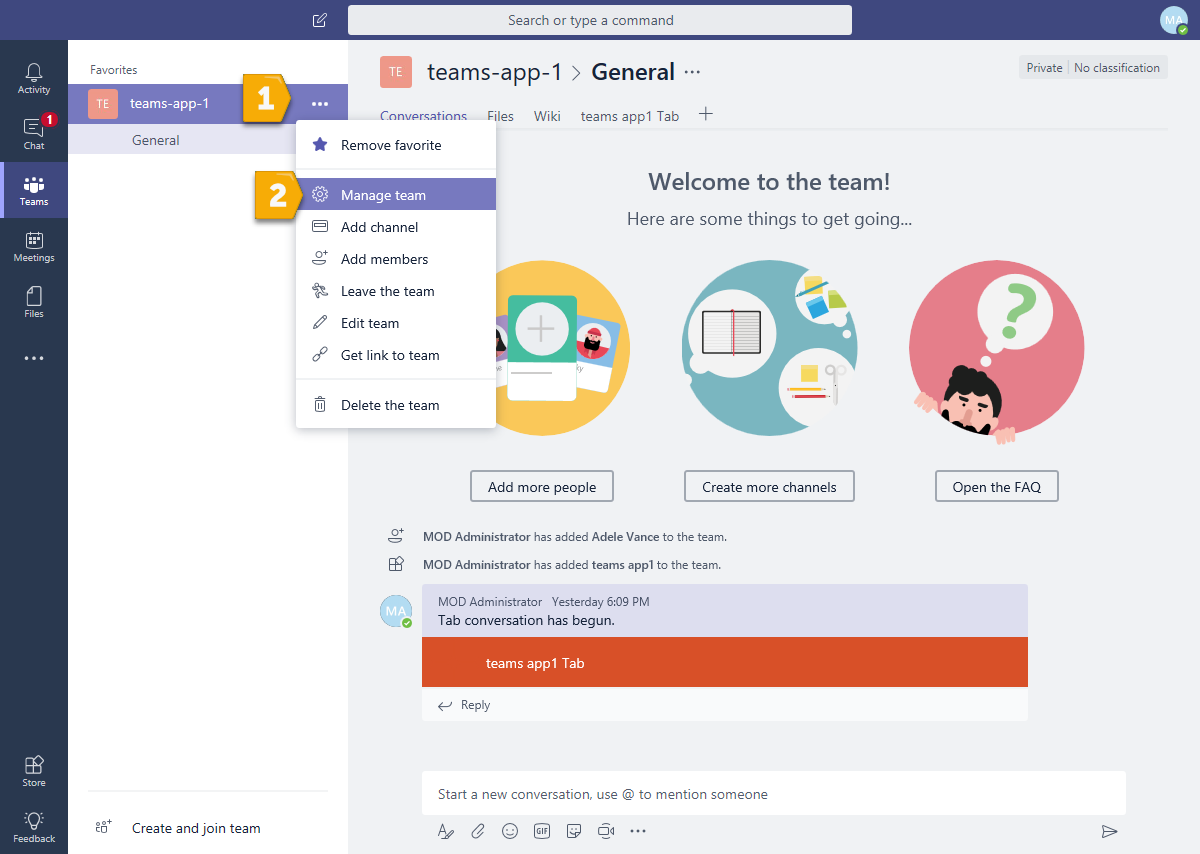 Search or type a command
MA
Activity
1
Chat
Teams
Meetings
Files
Store
Feedback
Favorites
TE teams-app-1
1
General
Remove favorite
2
Manage team
Add channel
Add members
Leave the team
Edit team
Get link to team
Delete the team
Create and join team
TE teams-app-1 > General
Private No classification
Conversations Files Wiki teams app1 Tab
Welcome to the team!
Here are some things to get going...
?
Add more people
Create more channels
Open the FAQ
MOD Administrator has added Adele Vance to the team.
MOD Administrator has added teams app1 to the team.
MA
MOD Administrator Yesterday 6:09 PM
Tab conversation has begun.
teams app1 Tab
Reply
Start a new conversation, use @ to mention someone
GIF